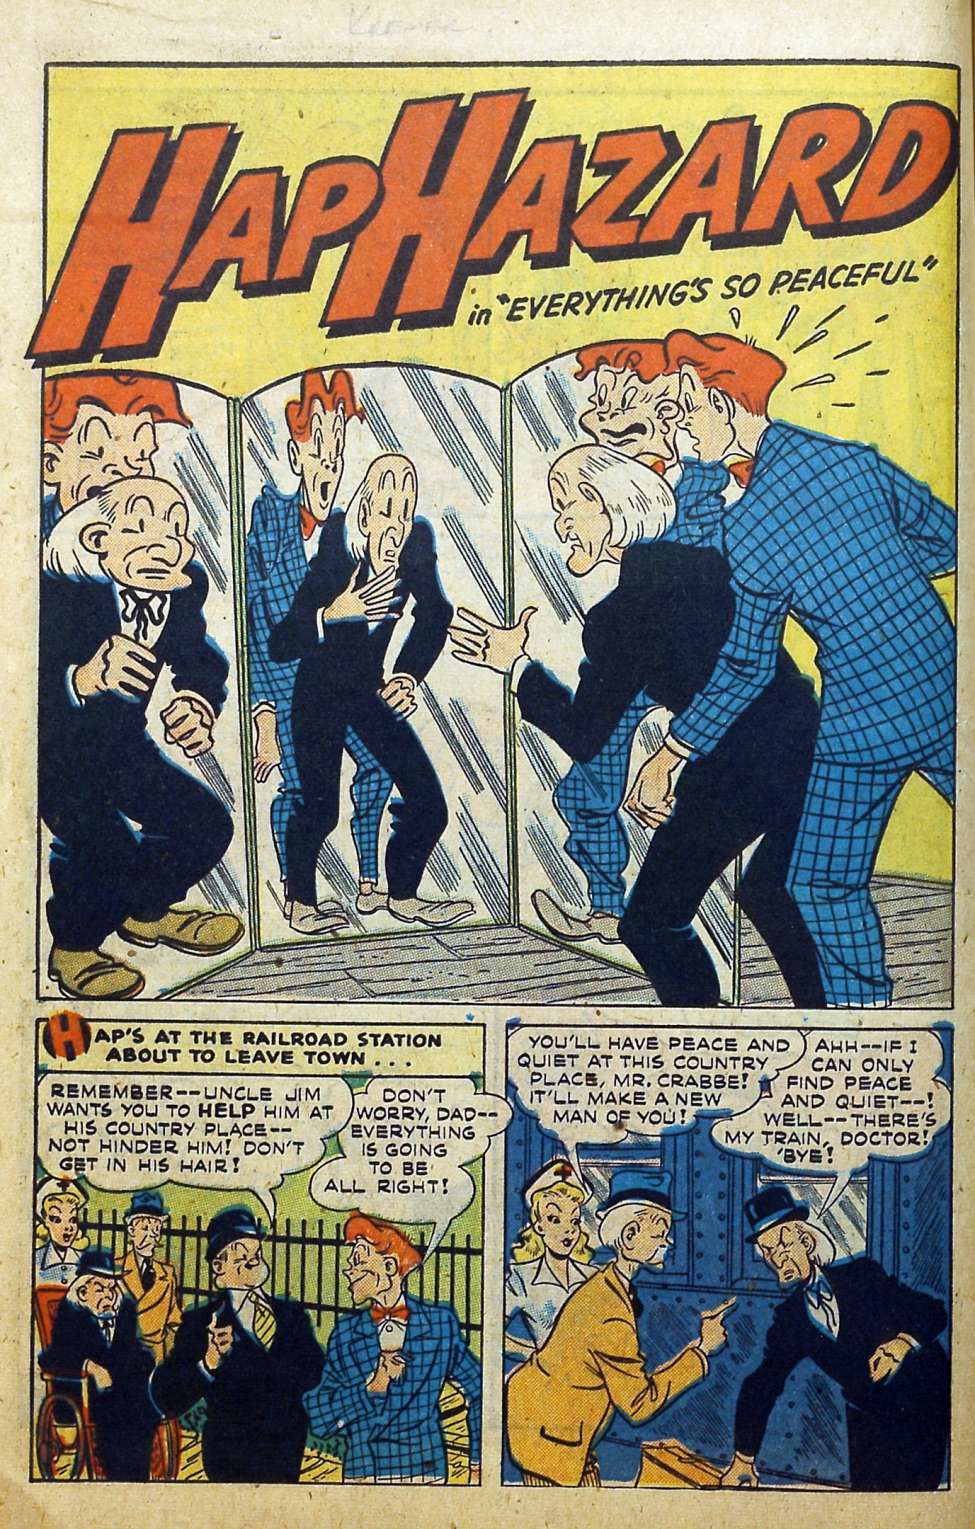 Kremer
HAP HAZARD
in "EVERYTHING'S SO PEACEFUL"
HAP'S AT THE RAILROAD STATION
ABOUT TO LEAVE TOWN...
REMEMBER--UNCLE JIM
WANTS YOU TO HELP HIM AT
HIS COUNTRY PLACE--
NOT HINDER HIM! DON'T
GET IN HIS HAIR!
DON'T
WORRY, DAD--
EVERYTHING
IS GOING
TO BE
ALL RIGHT!
YOU'LL HAVE PEACE AND
QUIET AT THIS COUNTRY
PLACE, MR. CRABBE!
IT'LL MAKE A NEW
MAN OF YOU!
AHH--IF I
CAN ONLY
FIND PEACE
AND QUIET--!
WELL--THERE'S
MY TRAIN, DOCTOR!
'BYE!